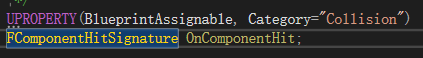 UPROPERTY(BlueprintAssignable, Category="Collision")
FComponentHitSignature OnComponentHit;